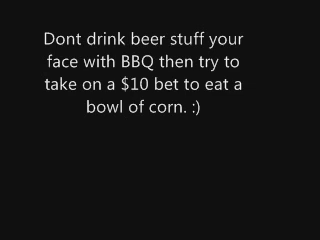 Dont drink beer stuff your
face with BBQ then try to
take on a $10 bet to eat a
bowl of corn. :)